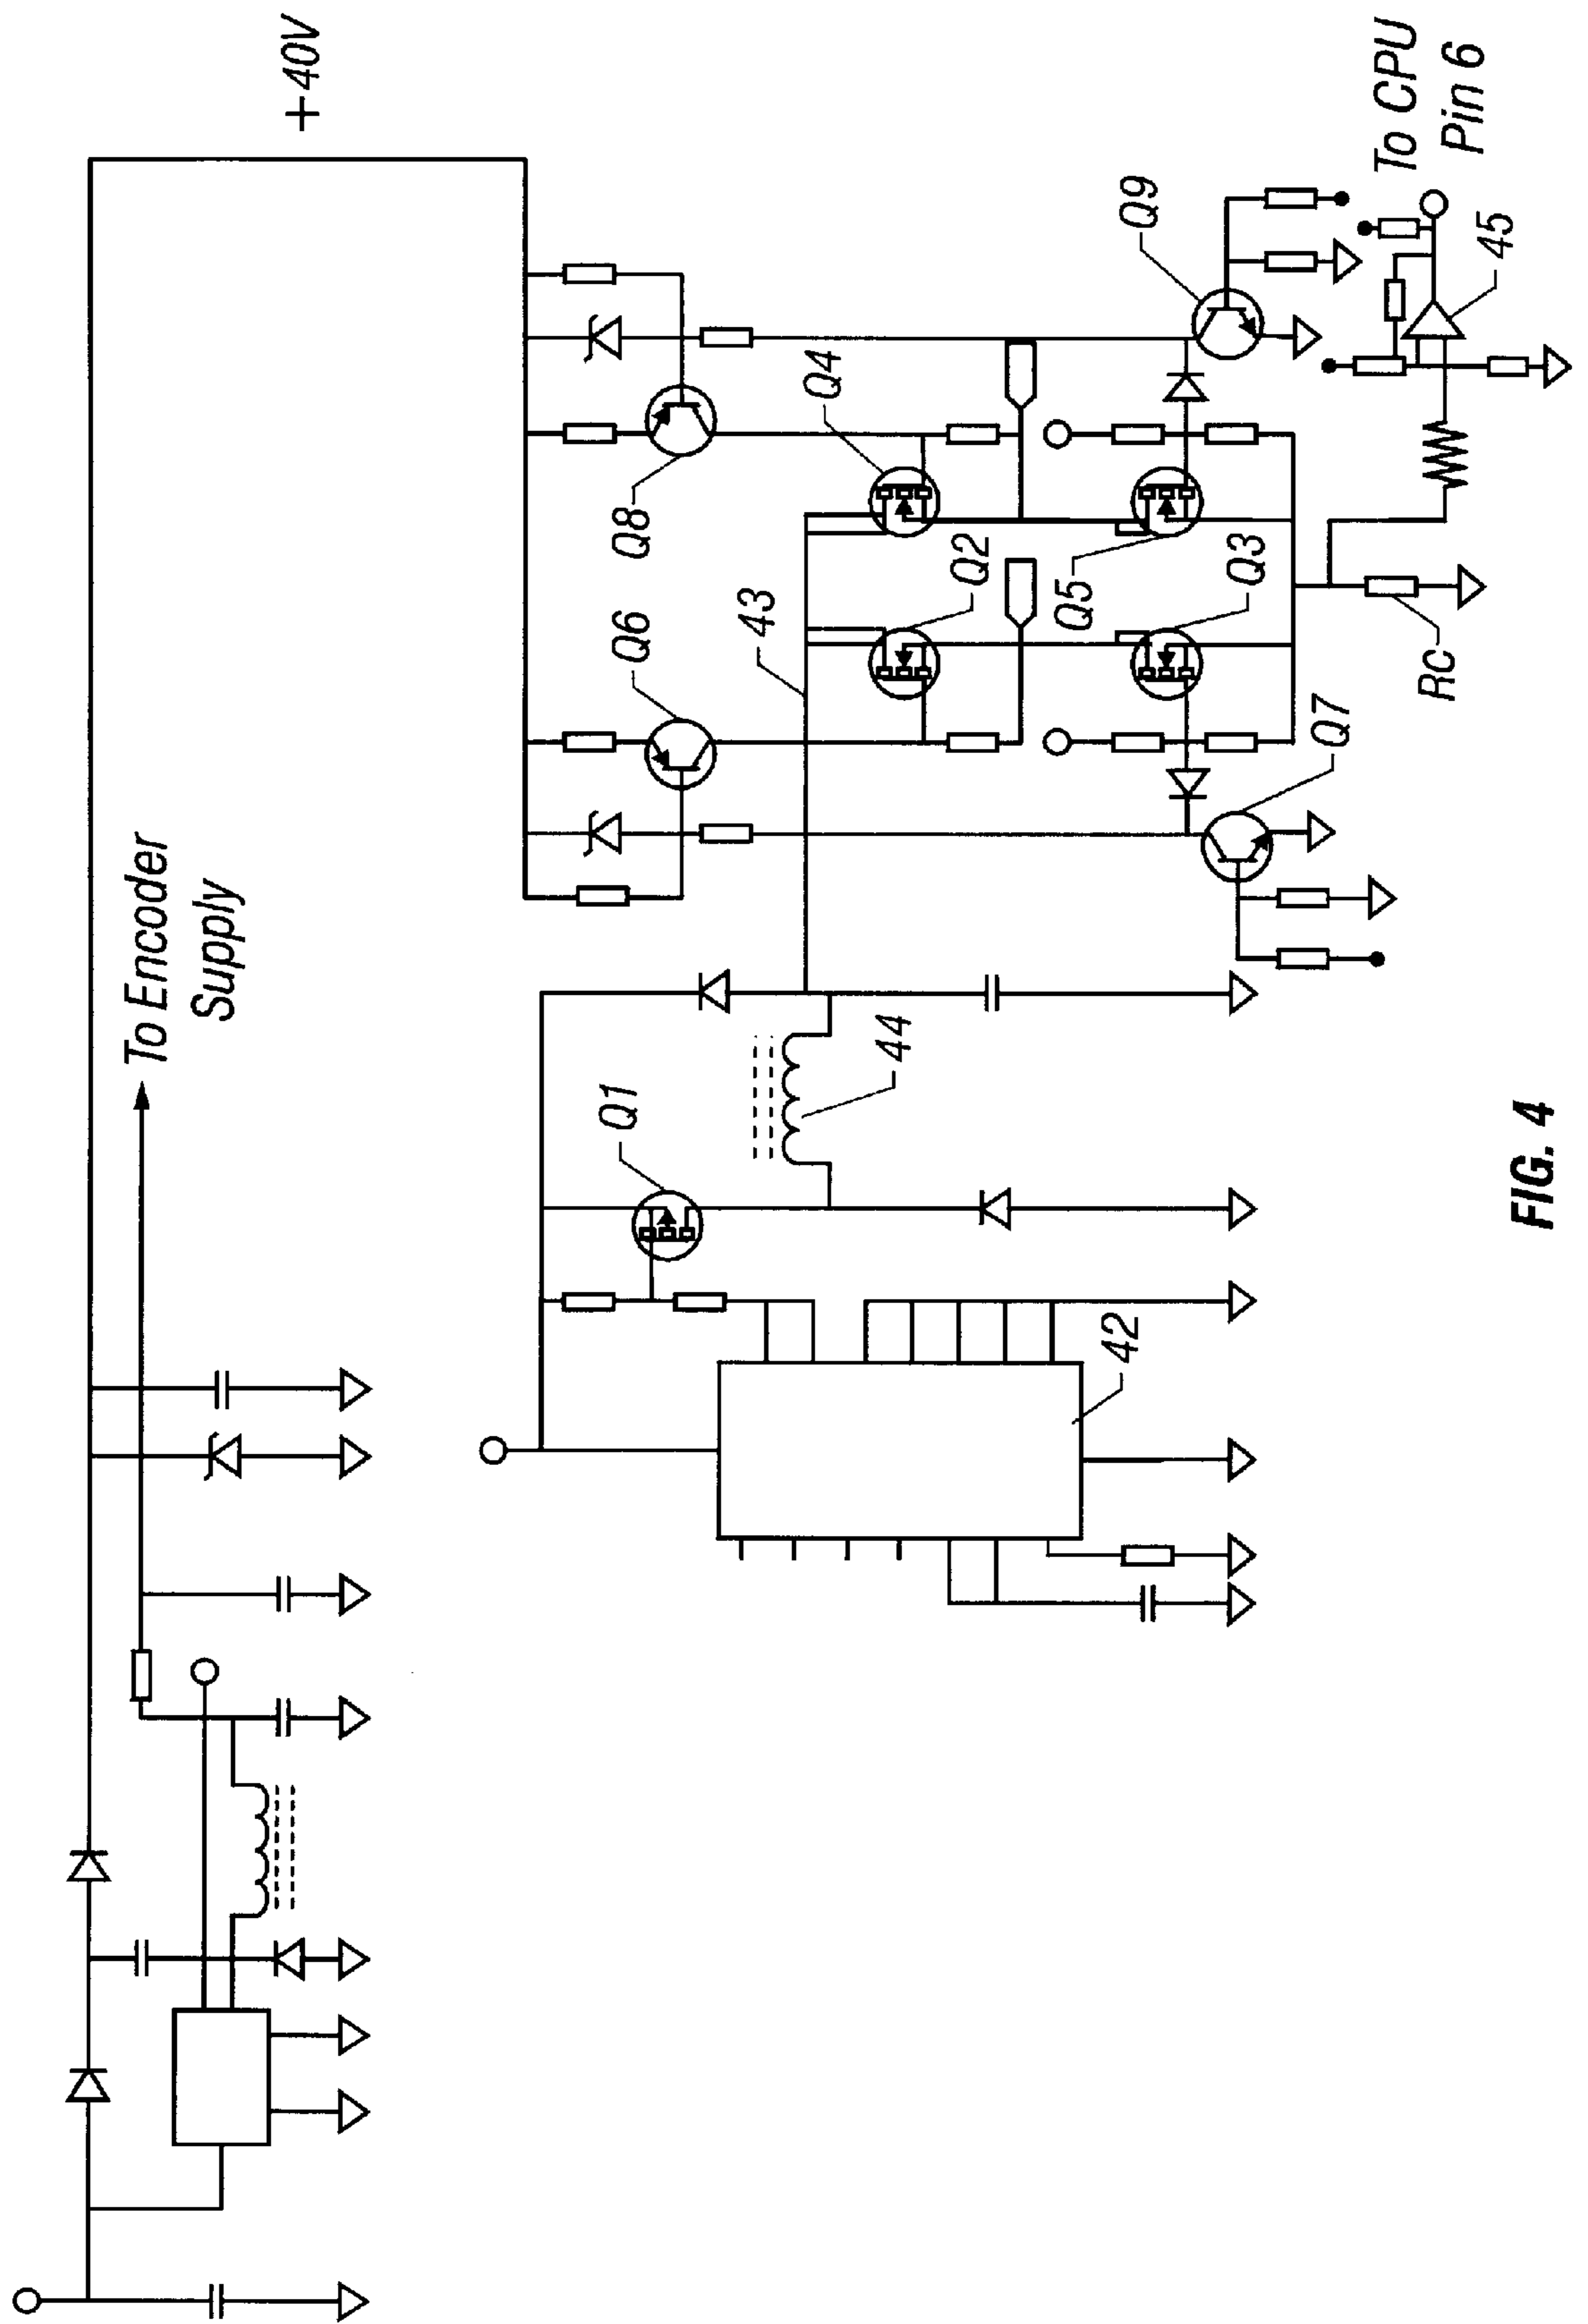 +40V
To Encoder
Supply
Q8
Q6
43
Q4
Q2
Q9
Q5
Q3
To CPU
Pin 6
45
Rc
Q7
Q1
44
42
FIG. 4